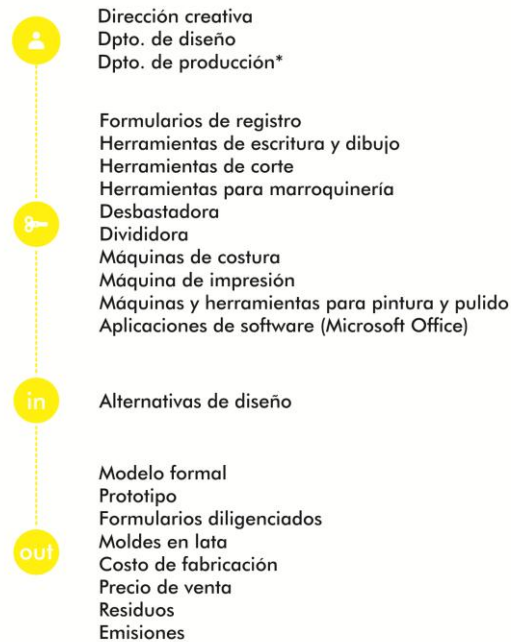 Dirección creativa
Dpto. de diseño
Dpto. de producción*
Formularios de registro
Herramientas de escritura y dibujo
Herramientas de corte
Herramientas para marroquinería
Desbastadora
Divididora
Máquinas de costura
Máquina de impresión
Máquinas y herramientas para pintura y pulido
Aplicaciones de software (Microsoft Office)
in
Alternativas de diseño
Modelo formal
Prototipo
Formularios diligenciados
out
Moldes en lata
Costo de fabricación
Precio de venta
Residuos
Emisiones